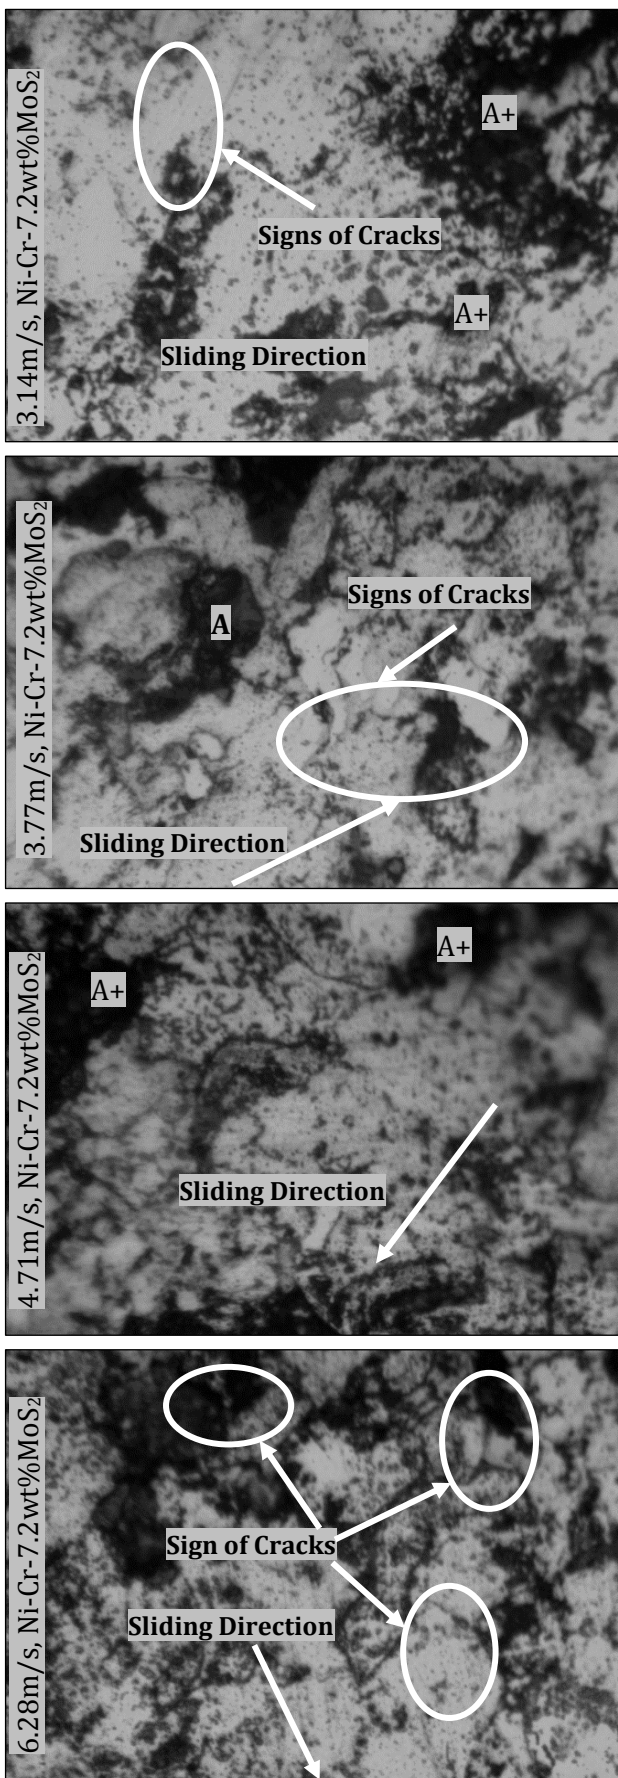 3.14m/s, Ni-Cr-7.2wt%MoS₂
A+
Signs of Cracks
A+
Sliding Direction
3.77m/s, Ni-Cr-7.2wt%MoS₂
Signs of Cracks
A
Sliding Direction
4.71m/s, Ni-Cr-7.2wt%MoS₂
A+
A+
Sliding Direction
6.28m/s, Ni-Cr-7.2wt%MoS₂
Sign of Cracks
Sliding Direction